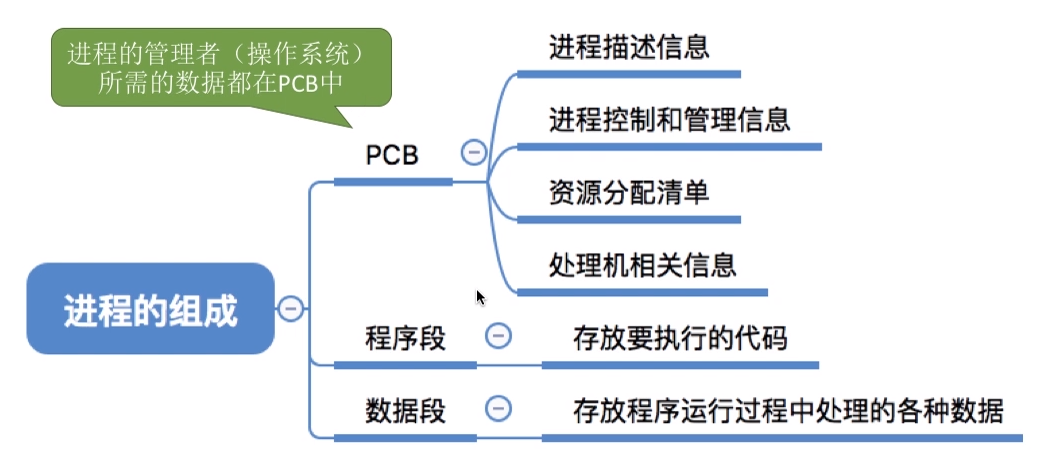 进程的管理者（操作系统）
所需的数据都在PCB中
进程描述信息
进程控制和管理信息
PCB
资源分配清单
处理机相关信息
进程的组成
程序段
存放要执行的代码
数据段
存放程序运行过程中处理的各种数据